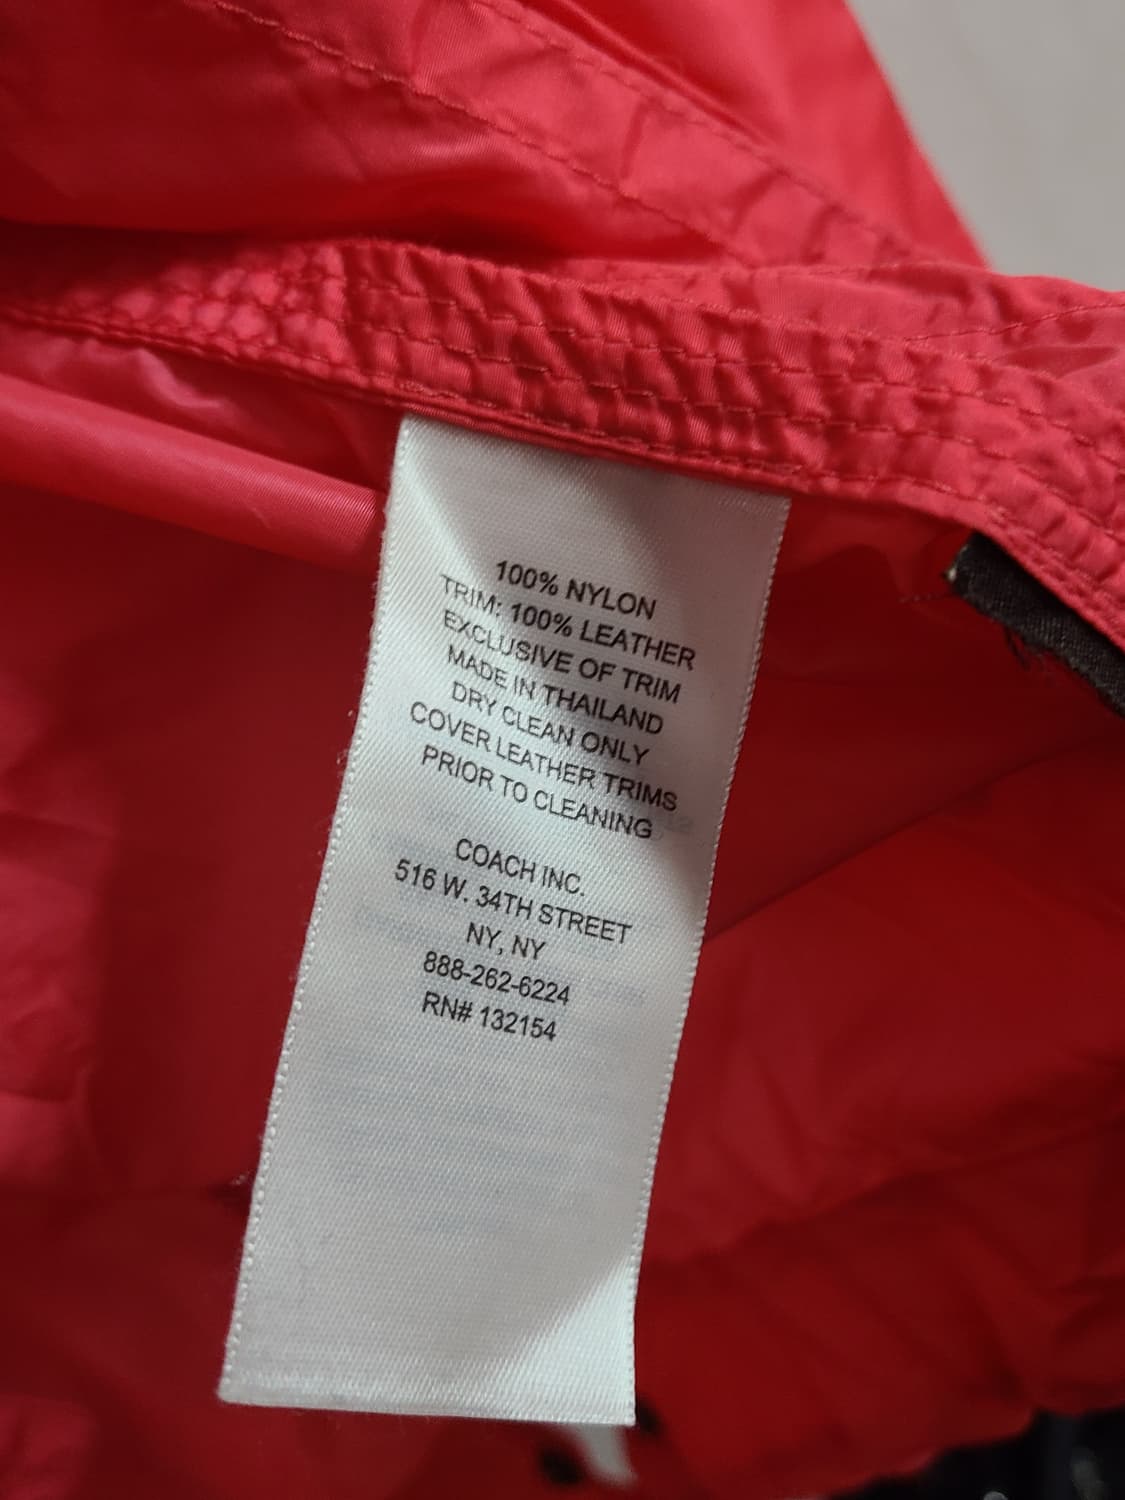 100% NYLON
TRIM: 100% LEATHER
EXCLUSIVE OF TRIM
MADE IN THAILAND
DRY CLEAN ONLY
COVER LEATHER TRIMS
PRIOR TO CLEANING
COACH INC.
516 W. 34TH STREET
NY, NY
888-262-6224
RN# 132154